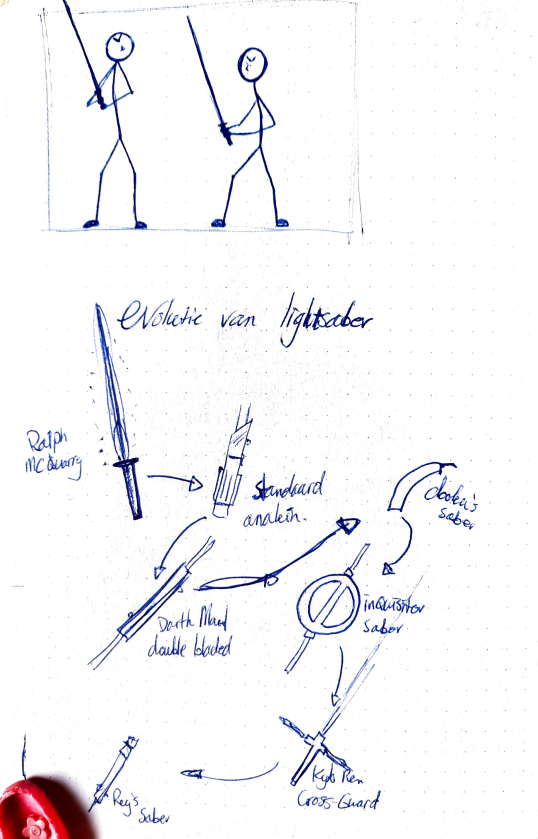 evolutie van lightsaber
Ralph
McQuarry
Standaard
anakin.
dooku's
saber
Darth Maul
double bladed
inquisitor
saber
Kylo Ren
Cross-Guard
Rey's
Saber